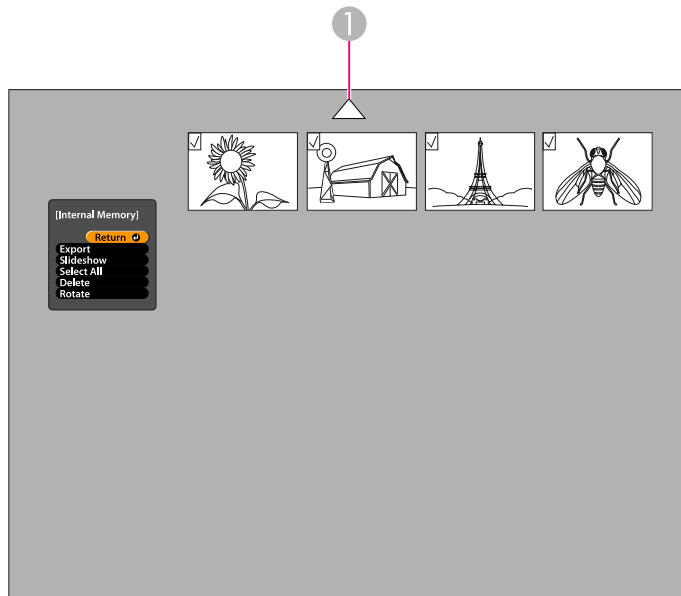 1
[Internal Memory]
Return
Export
Slideshow
Select All
Delete
Rotate